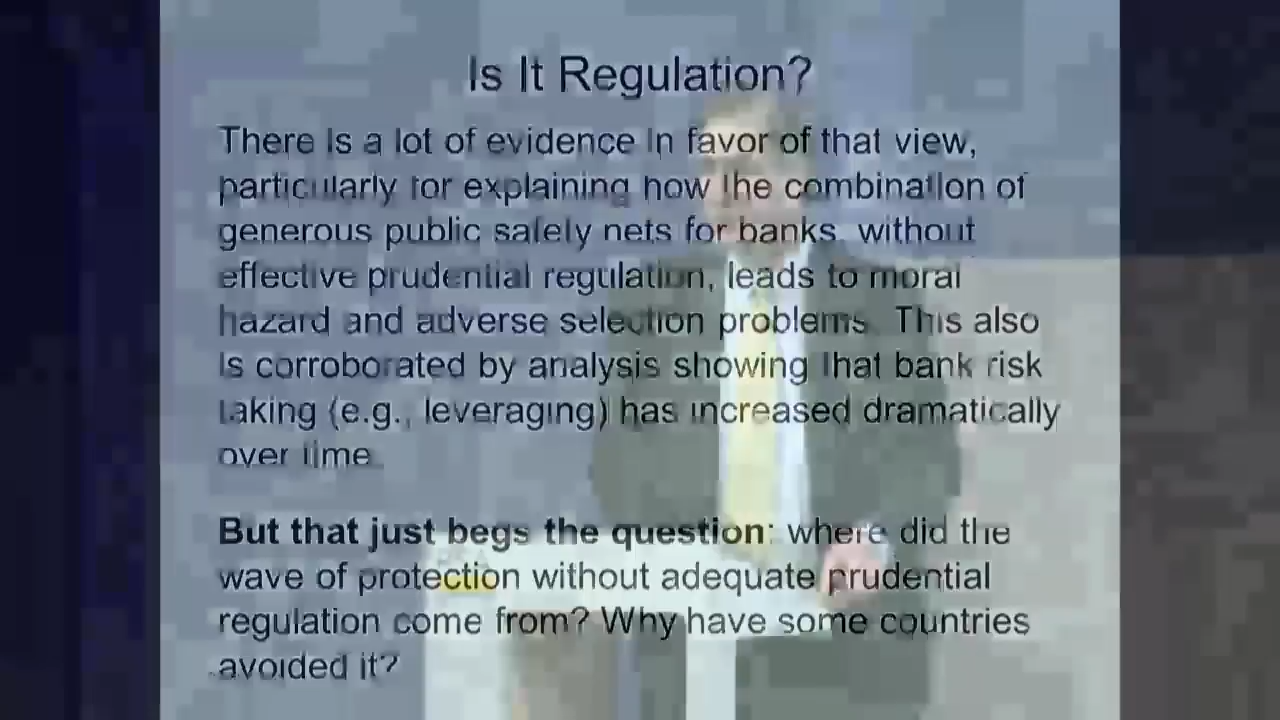 Is It Regulation?
There is a lot of evidence in favor of that view,
particularly for explaining how the combination of
generous public safety nets for banks, without
effective prudential regulation, leads to moral
hazard and adverse selection problems. This also
is corroborated by analysis showing that bank risk
taking (e.g., leveraging) has increased dramatically
over time.
But that just begs the question: where did the
wave of protection without adequate prudential
regulation come from? Why have some countries
avoided it?